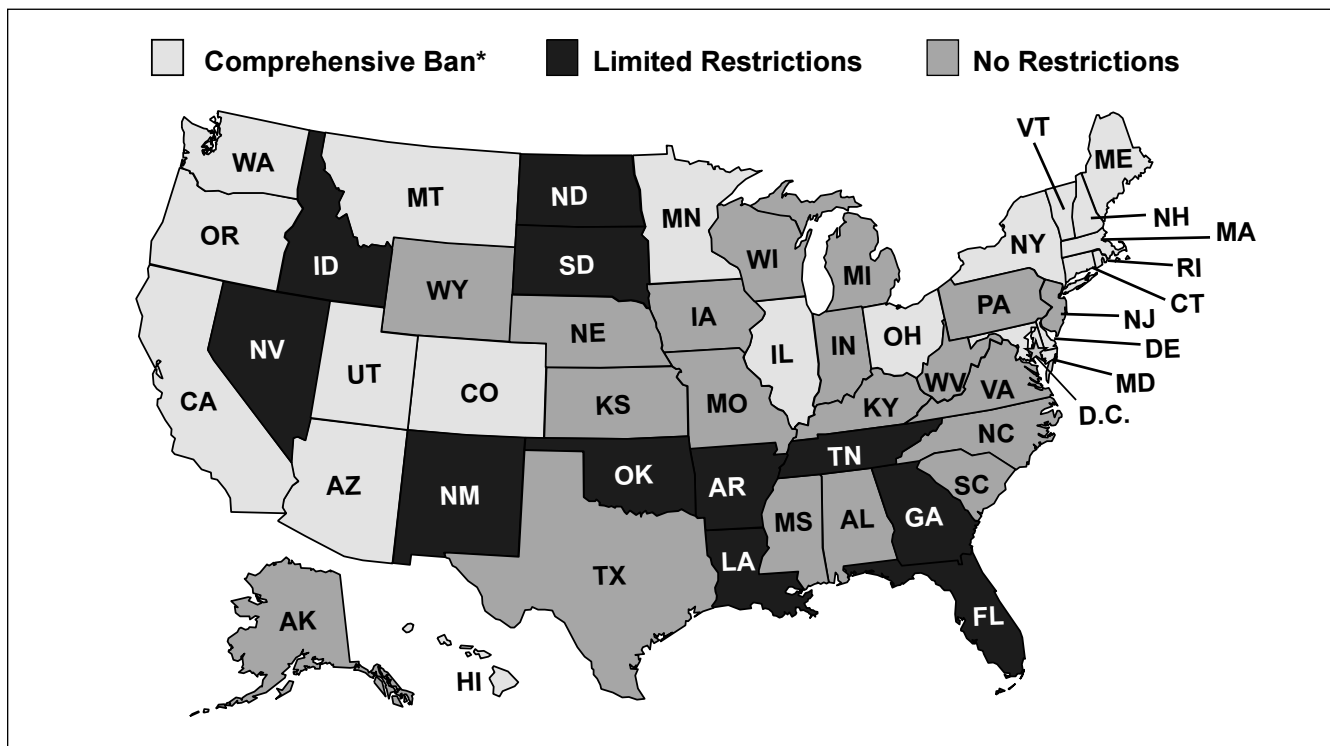 Comprehensive Ban* Limited Restrictions No Restrictions
VT
ME
WA
MT
ND
MN
NH
MA
OR
ID
SD
WI
NY
MI
RI
WY
CT
PA
NJ
IA
NE
DE
NV
OH
IL
IN
UT
MD
CO
WV
VA
CA
KS
MO
KY
D.C.
NC
TN
AZ
NM
OK
AR
SC
MS
AL
GA
LA
TX
AK
FL
HI